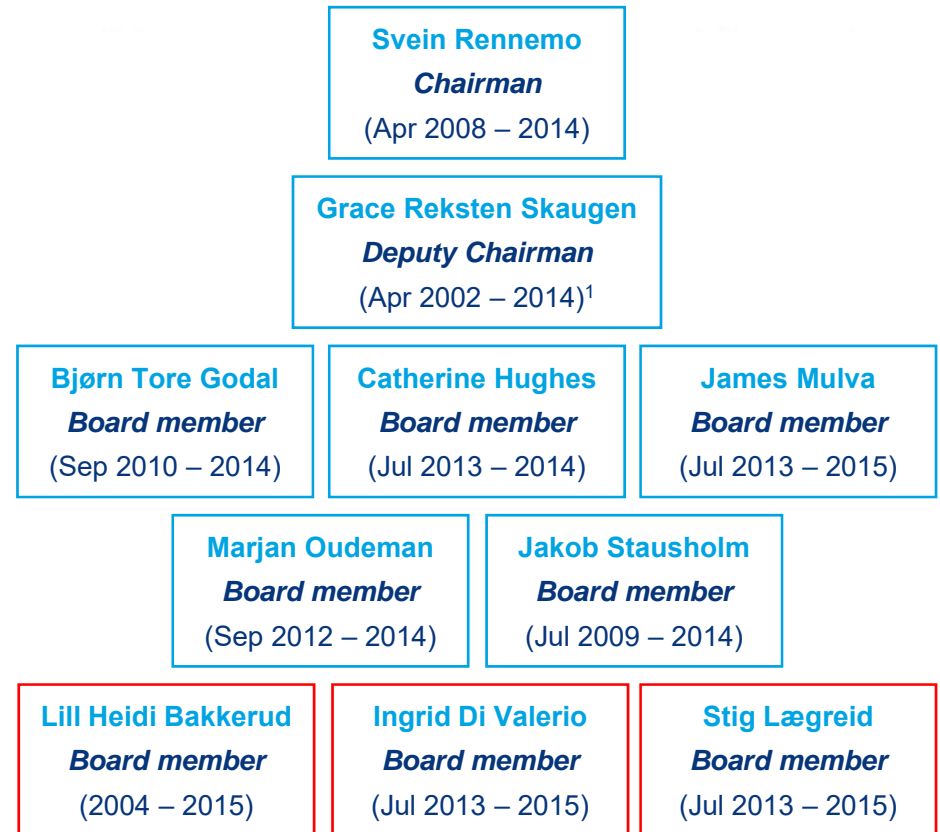 Svein Rennemo
Chairman
(Apr 2008 – 2014)
Grace Reksten Skaugen
Deputy Chairman
(Apr 2002 – 2014)¹
Bjørn Tore Godal
Board member
(Sep 2010 – 2014)
Catherine Hughes
Board member
(Jul 2013 – 2014)
James Mulva
Board member
(Jul 2013 – 2015)
Marjan Oudeman
Board member
(Sep 2012 – 2014)
Jakob Stausholm
Board member
(Jul 2009 – 2014)
Lill Heidi Bakkerud
Board member
(2004 – 2015)
Ingrid Di Valerio
Board member
(Jul 2013 – 2015)
Stig Lægreid
Board member
(Jul 2013 – 2015)